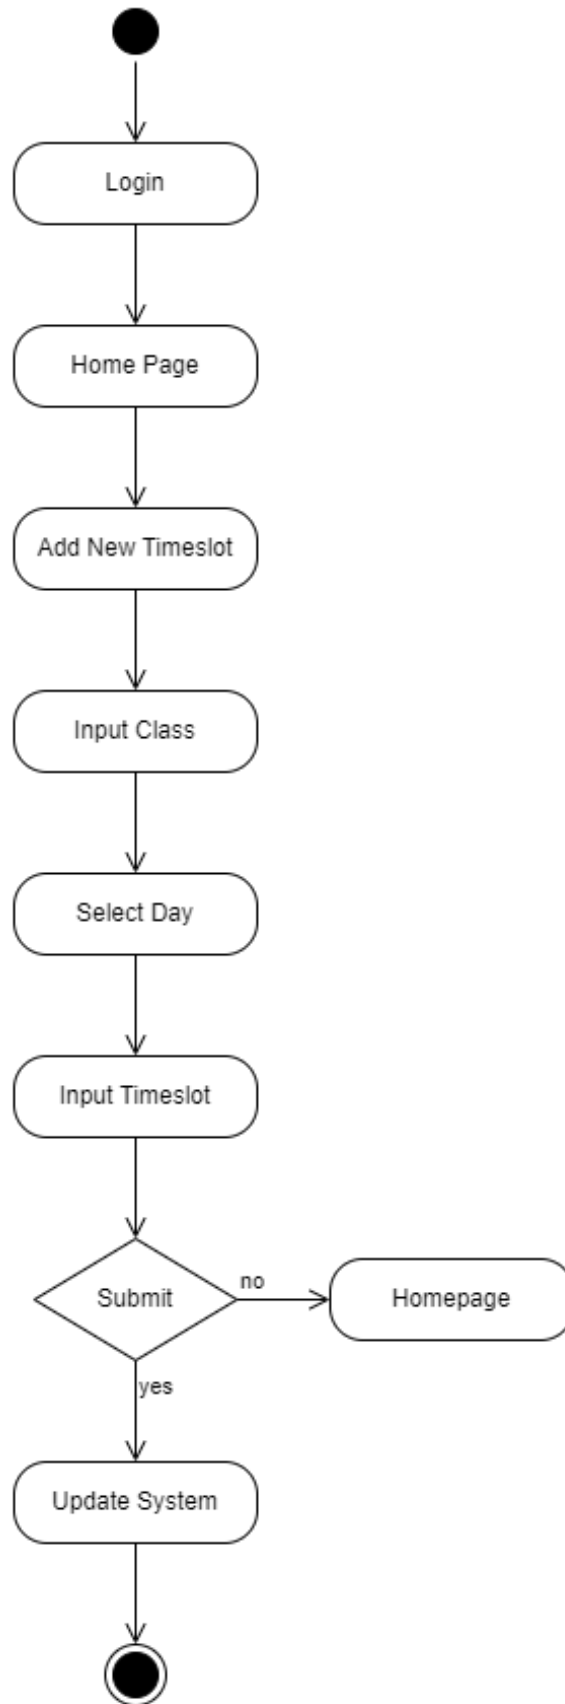 Login
Home Page
Add New Timeslot
Input Class
Select Day
Input Timeslot
Submit
no
Homepage
yes
Update System